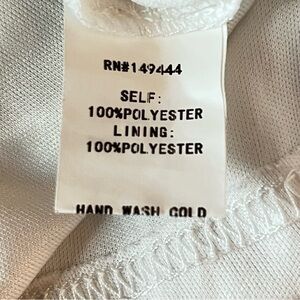 RN#149444
SELF:
100%POLYESTER
LINING:
100%POLYESTER
HAND WASH COLD